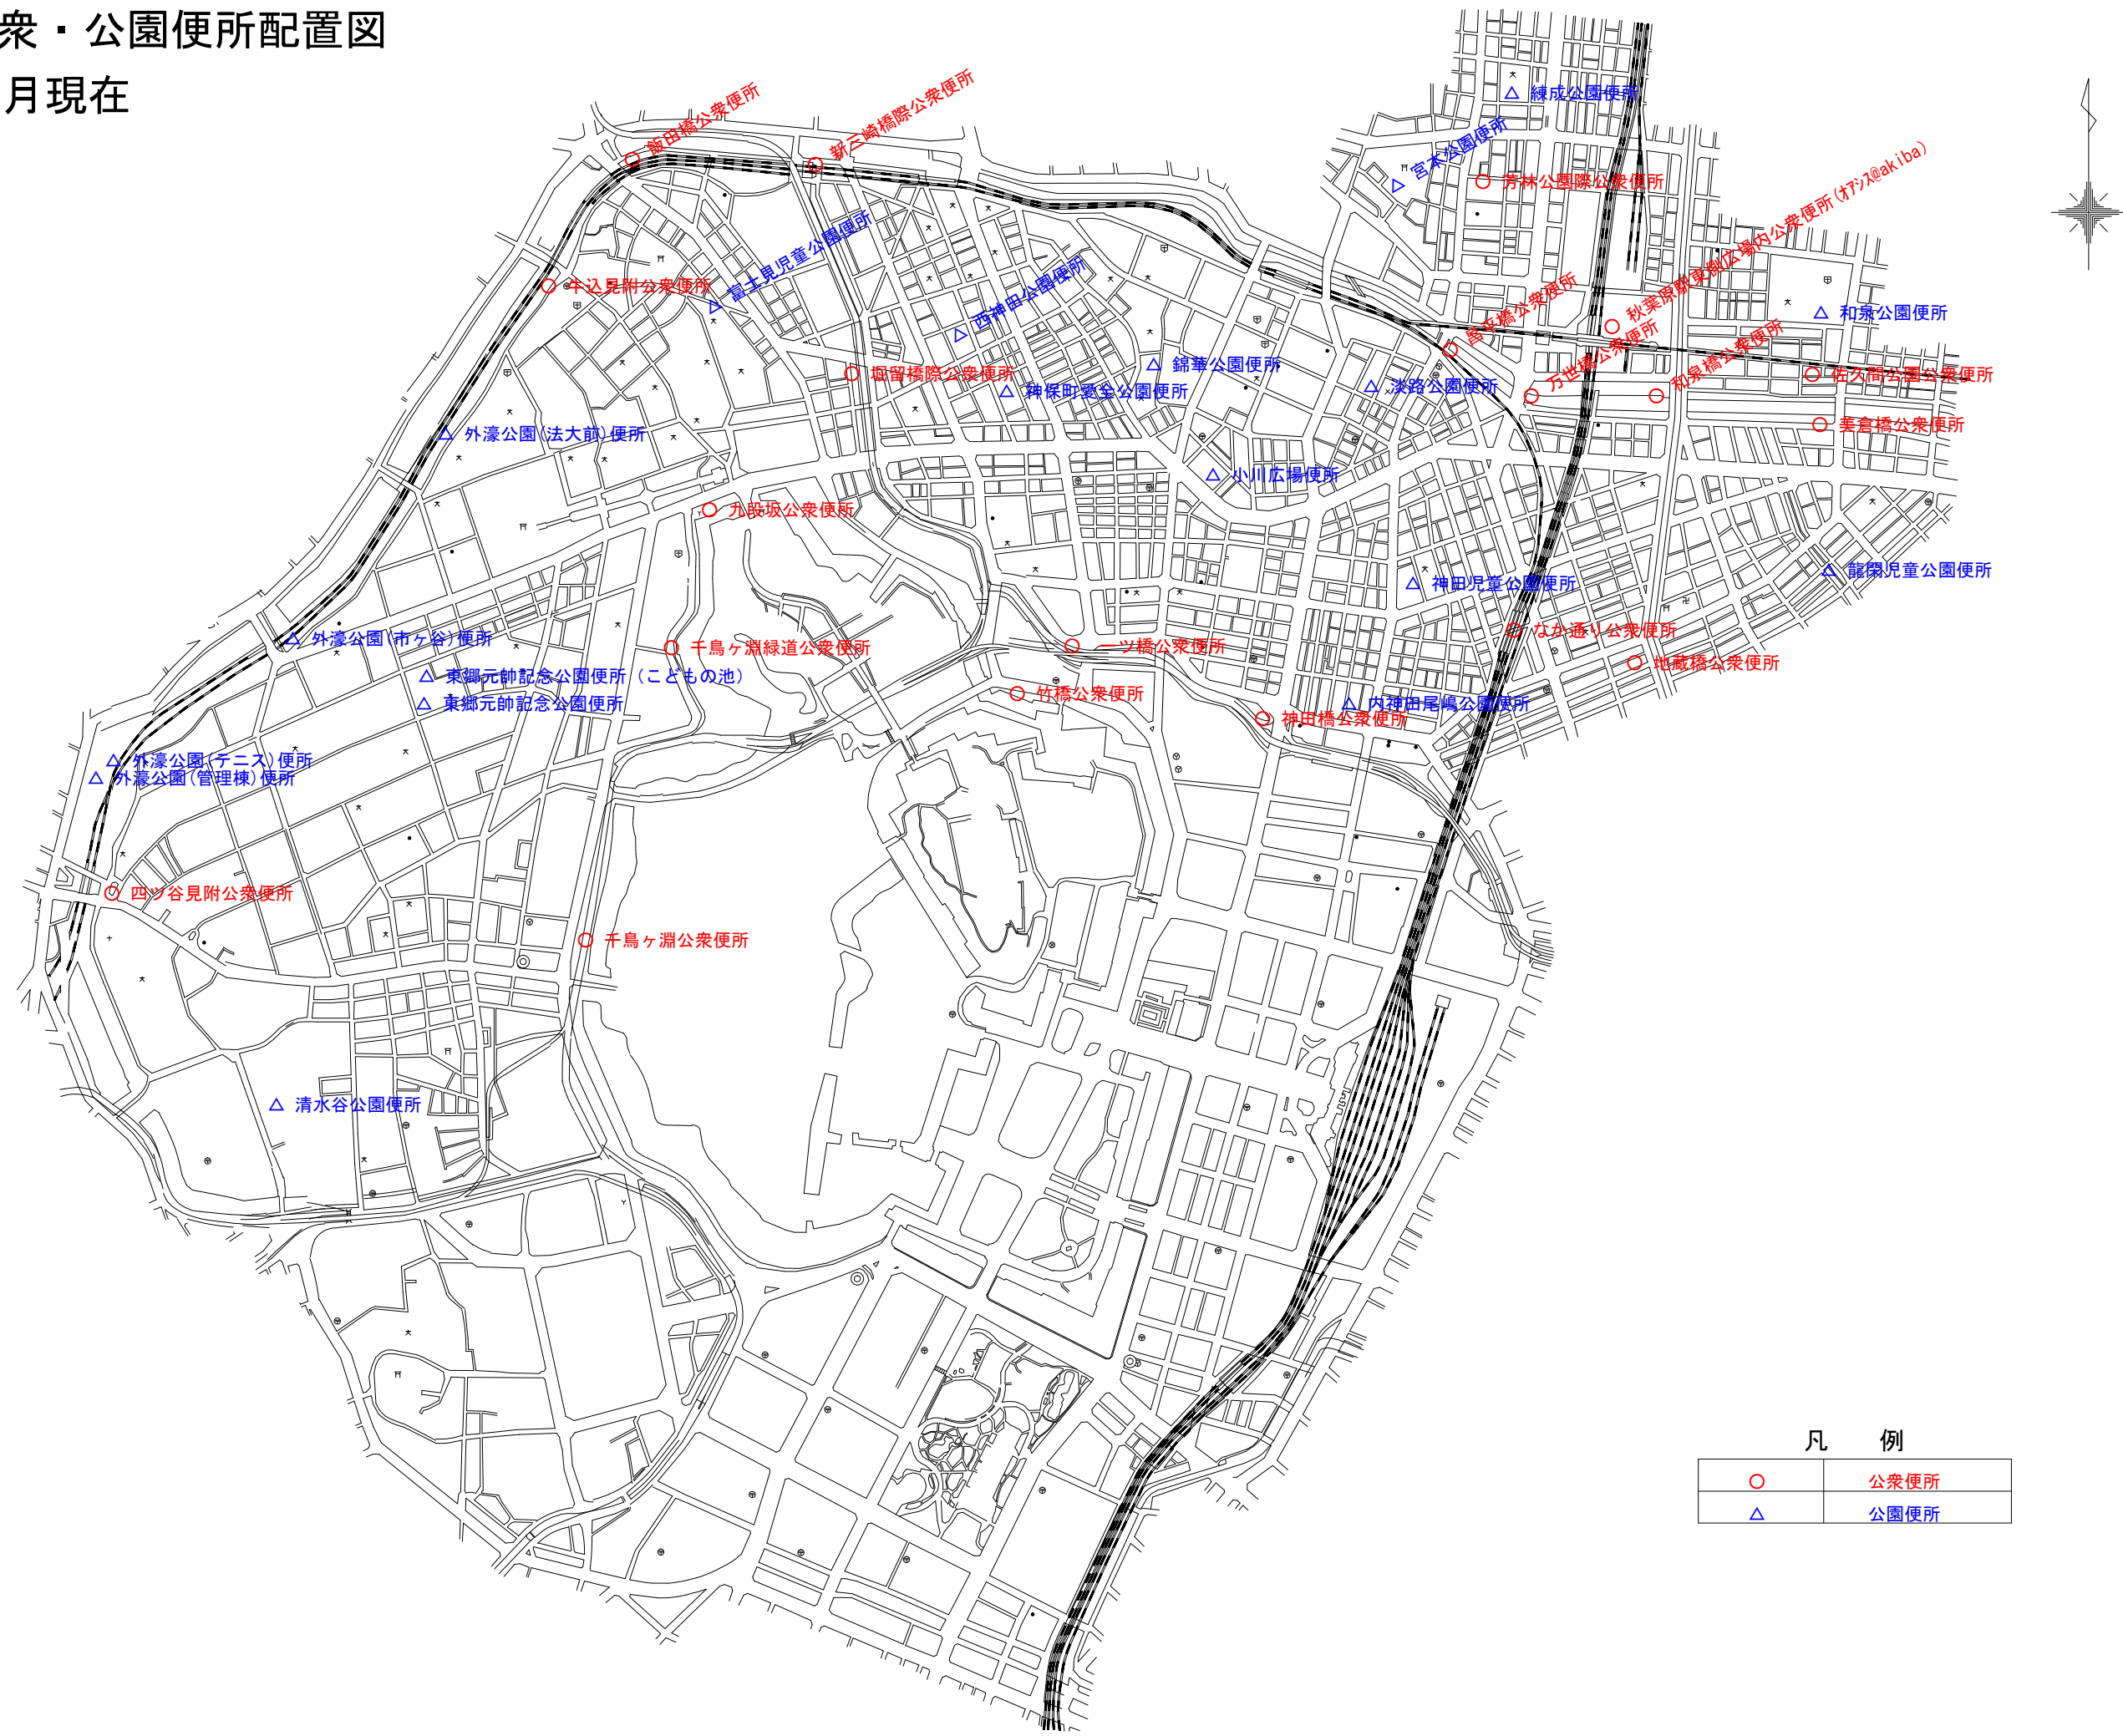 衆・公園便所配置図
月現在
練成公園便所
飯田橋公衆便所
新三崎橋際公衆便所
宮本公園便所
芳林公園際公衆便所
秋葉原駅東側広場内公衆便所(ｵｱｼｽ@akiba)
富士見児童公園便所
牛込見附公衆便所
西神田公園便所
昌平橋公衆便所
和泉公園便所
万世橋公衆便所
和泉橋公衆便所
堀留橋際公衆便所
錦華公園便所
神保町愛全公園便所
淡路公園便所
佐久間公園公衆便所
美倉橋公衆便所
外濠公園(法大前)便所
小川広場便所
九段坂公衆便所
神田児童公園便所
龍閑児童公園便所
外濠公園(市ヶ谷)便所
千鳥ヶ淵緑道公衆便所
一ツ橋公衆便所
なか通り公衆便所
地蔵橋公衆便所
東郷元帥記念公園便所(こどもの池)
東郷元帥記念公園便所
竹橋公衆便所
神田橋公衆便所
内神田尾嶋公園便所
外濠公園(テニス)便所
外濠公園(管理棟)便所
四ツ谷見附公衆便所
千鳥ヶ淵公衆便所
清水谷公園便所
凡 例
公衆便所
公園便所